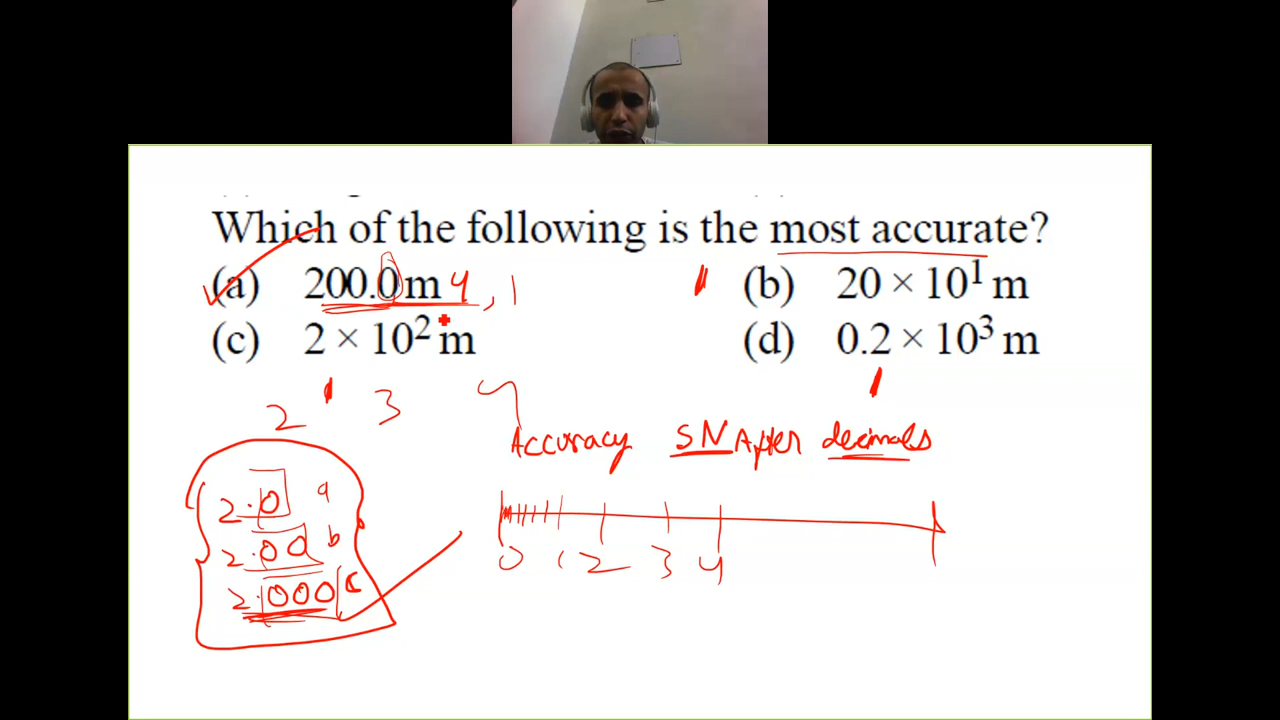 Which of the following is the most accurate?
(a) 200.0 m 4, 1
(b) 20 × 10¹ m
(c) 2 × 10² m
(d) 0.2 × 10³ m
2 3
Accuracy SN After decimals
2.0 a
2.00 b
2.000 c
0 1 2 3 4